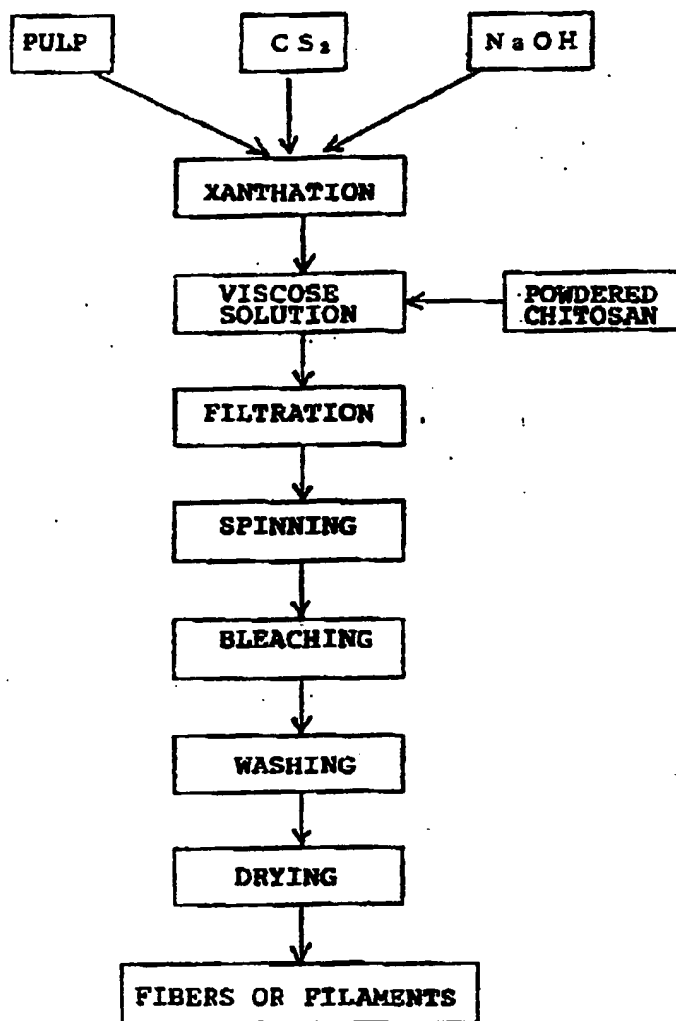 PULP
CS₂
NaOH
XANTHATION
VISCOSE
SOLUTION
POWDERED
CHITOSAN
FILTRATION
SPINNING
BLEACHING
WASHING
DRYING
FIBERS OR FILAMENTS